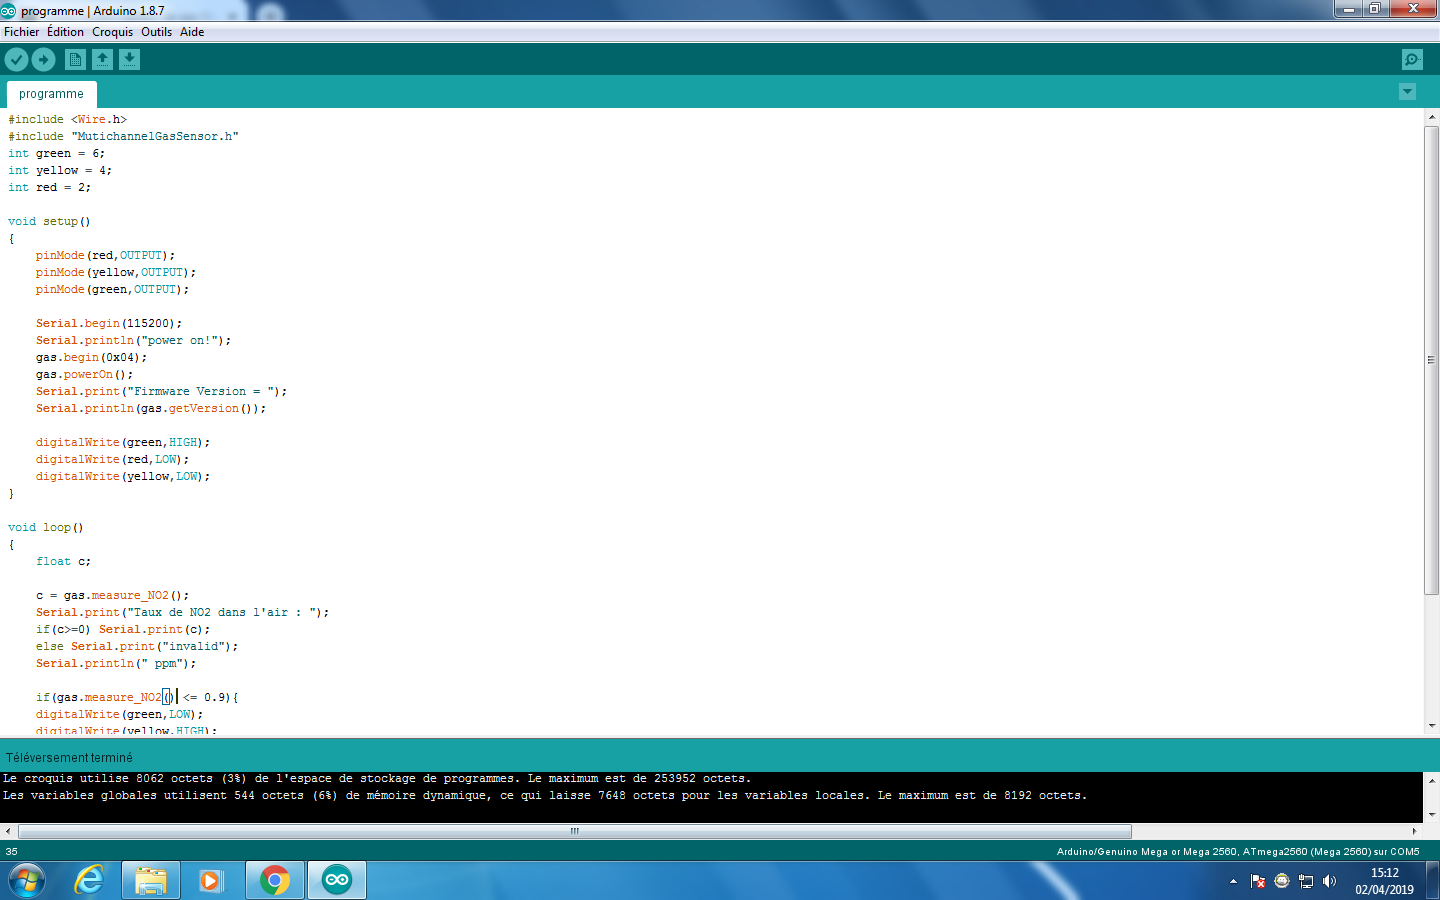 programme | Arduino 1.8.7
Fichier Édition Croquis Outils Aide
programme
#include <Wire.h>
#include "MutichannelGasSensor.h"
int green = 6;
int yellow = 4;
int red = 2;
void setup()
{
pinMode(red,OUTPUT);
pinMode(yellow,OUTPUT);
pinMode(green,OUTPUT);
Serial.begin(115200);
Serial.println("power on!");
gas.begin(0x04);
gas.powerOn();
Serial.print("Firmware Version = ");
Serial.println(gas.getVersion());
digitalWrite(green,HIGH);
digitalWrite(red,LOW);
digitalWrite(yellow,LOW);
}
void loop()
{
float c;
c = gas.measure_NO2();
Serial.print("Taux de NO2 dans l'air : ");
if(c>=0) Serial.print(c);
else Serial.print("invalid");
Serial.println(" ppm");
if(gas.measure_NO2() <= 0.9){
digitalWrite(green,LOW);
digitalWrite(yellow,HIGH);
Téléversement terminé
Le croquis utilise 8062 octets (3%) de l'espace de stockage de programmes. Le maximum est de 253952 octets.
Les variables globales utilisent 544 octets (6%) de mémoire dynamique, ce qui laisse 7648 octets pour les variables locales. Le maximum est de 8192 octets.
35
Arduino/Genuino Mega or Mega 2560, ATmega2560 (Mega 2560) sur COM5
15:12
02/04/2019